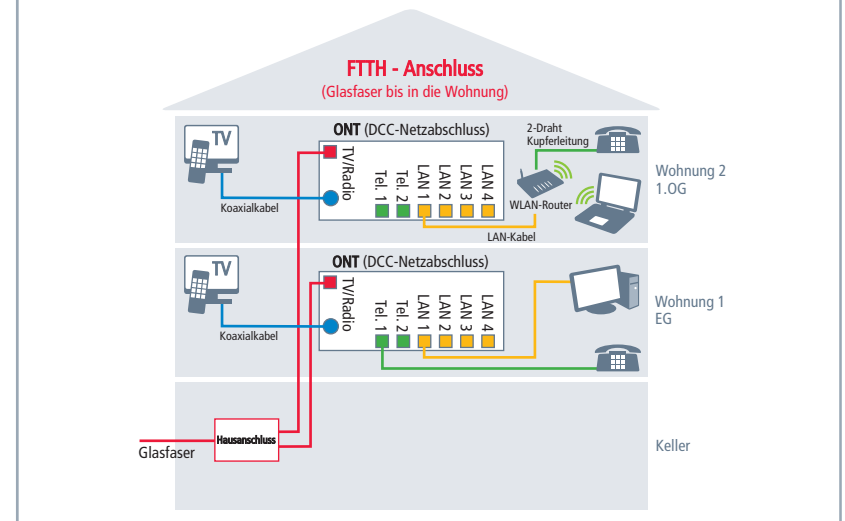 FTTH - Anschluss
(Glasfaser bis in die Wohnung)
ONT (DCC-Netzabschluss)
TV
TV/Radio
Tel. 1
Tel. 2
LAN 1
LAN 2
LAN 3
LAN 4
2-Draht
Kupferleitung
WLAN-Router
Koaxialkabel
LAN-Kabel
Wohnung 2
1.OG
ONT (DCC-Netzabschluss)
TV
TV/Radio
Tel. 1
Tel. 2
LAN 1
LAN 2
LAN 3
LAN 4
Koaxialkabel
Wohnung 1
EG
Hausanschluss
Glasfaser
Keller